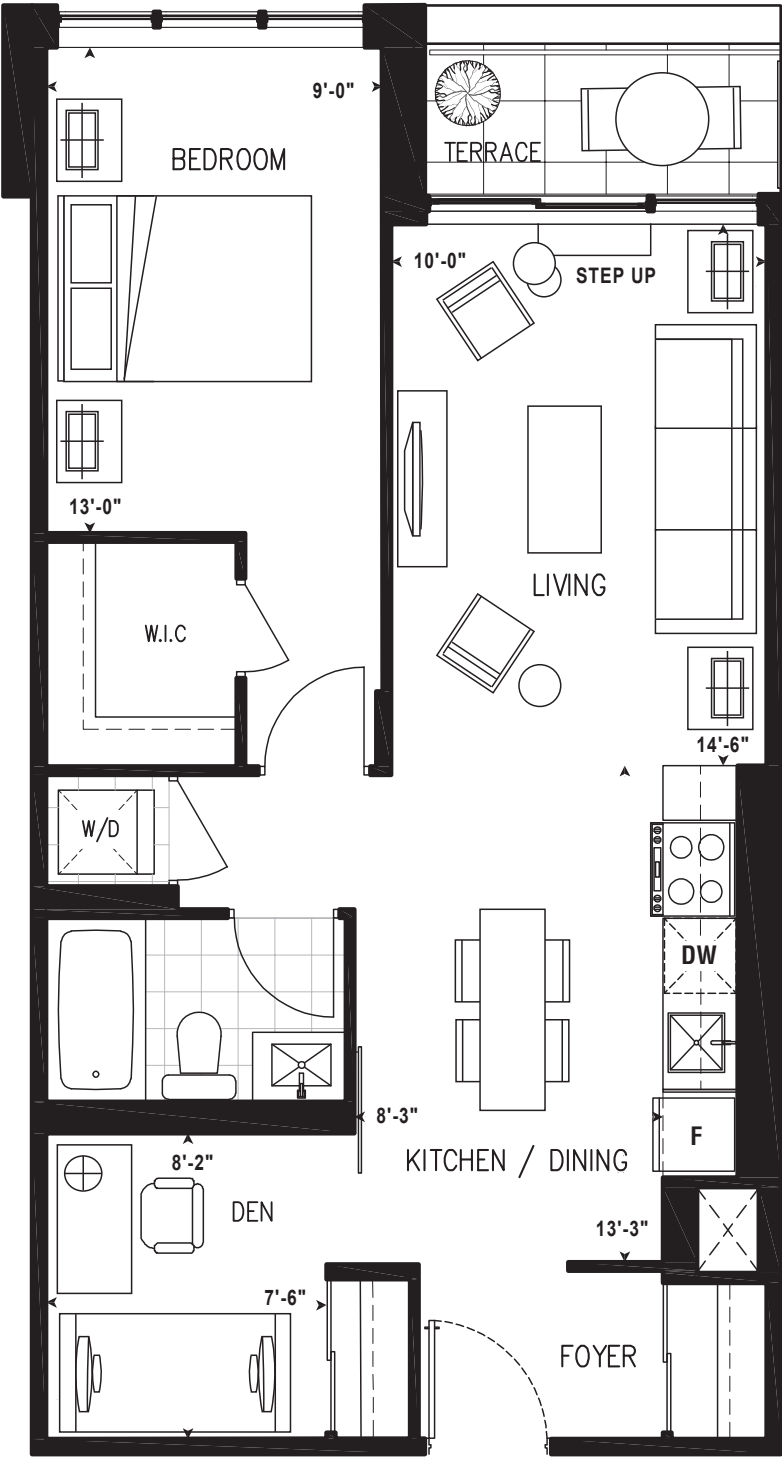 9'-0"
BEDROOM
TERRACE
10'-0"
STEP UP
13'-0"
LIVING
W.I.C
14'-6"
W/D
DW
8'-3"
F
8'-2"
KITCHEN / DINING
DEN
13'-3"
7'-6"
FOYER